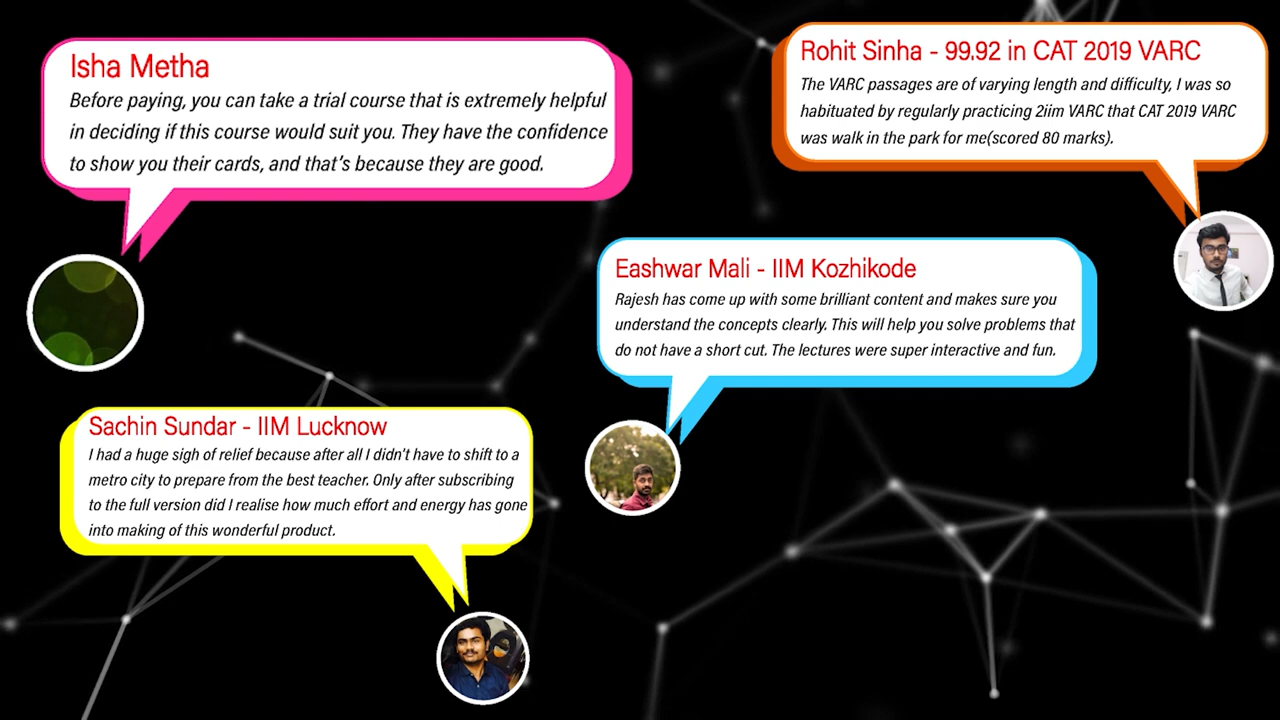 Isha Metha
Before paying, you can take a trial course that is extremely helpful
in deciding if this course would suit you. They have the confidence
to show you their cards, and that's because they are good.
Rohit Sinha - 99.92 in CAT 2019 VARC
The VARC passages are of varying length and difficulty, I was so
habituated by regularly practicing 2iim VARC that CAT 2019 VARC
was walk in the park for me(scored 80 marks).
Eashwar Mali - IIM Kozhikode
Rajesh has come up with some brilliant content and makes sure you
understand the concepts clearly. This will help you solve problems that
do not have a short cut. The lectures were super interactive and fun.
Sachin Sundar - IIM Lucknow
I had a huge sigh of relief because after all I didn't have to shift to a
metro city to prepare from the best teacher. Only after subscribing
to the full version did I realise how much effort and energy has gone
into making of this wonderful product.